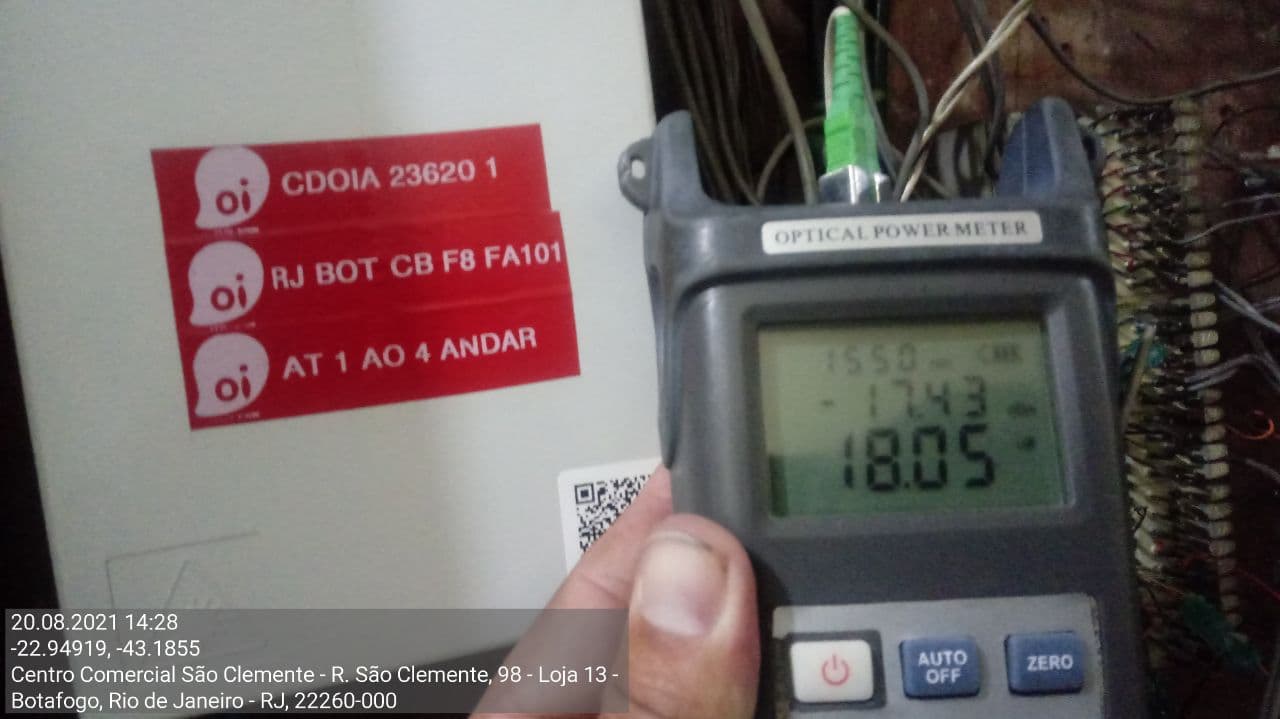 oi CDOIA 23620 1
oi RJ BOT CB F8 FA101
oi AT 1 AO 4 ANDAR
OPTICAL POWER METER
1550
-17.43 dBm
18.05
AUTO
OFF
ZERO
20.08.2021 14:28
-22.94919, -43.1855
Centro Comercial São Clemente - R. São Clemente, 98 - Loja 13 -
Botafogo, Rio de Janeiro - RJ, 22260-000